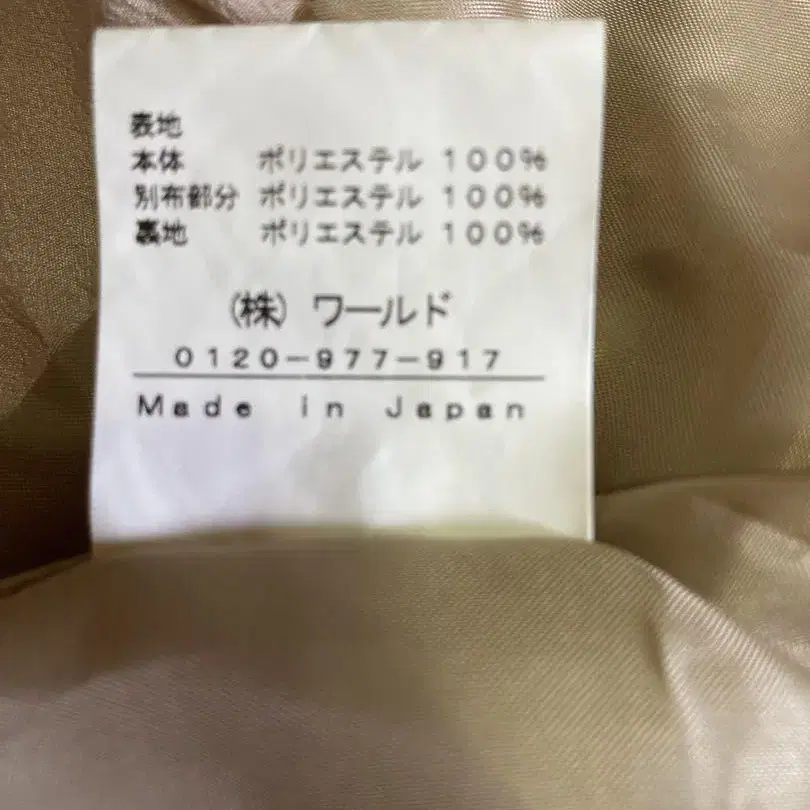 表地
本体 ポリエステル 100%
別布部分 ポリエステル 100%
裏地 ポリエステル 100%
(株) ワールド
0120-977-917
Made in Japan